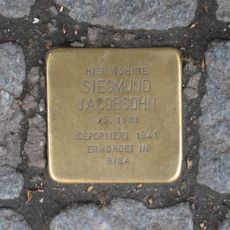 HIER WOHNTE
SIEGMUND
JACOBSOHN
JG. 1881
DEPORTIERT 1941
ERMORDET IN
RIGA